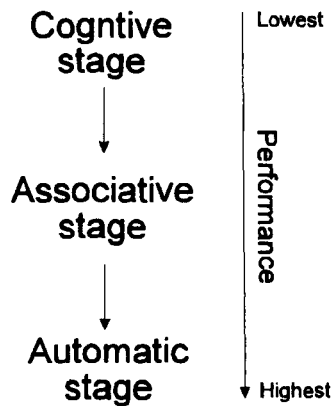 Cogntive
stage
Lowest
Performance
Associative
stage
Automatic
stage
Highest